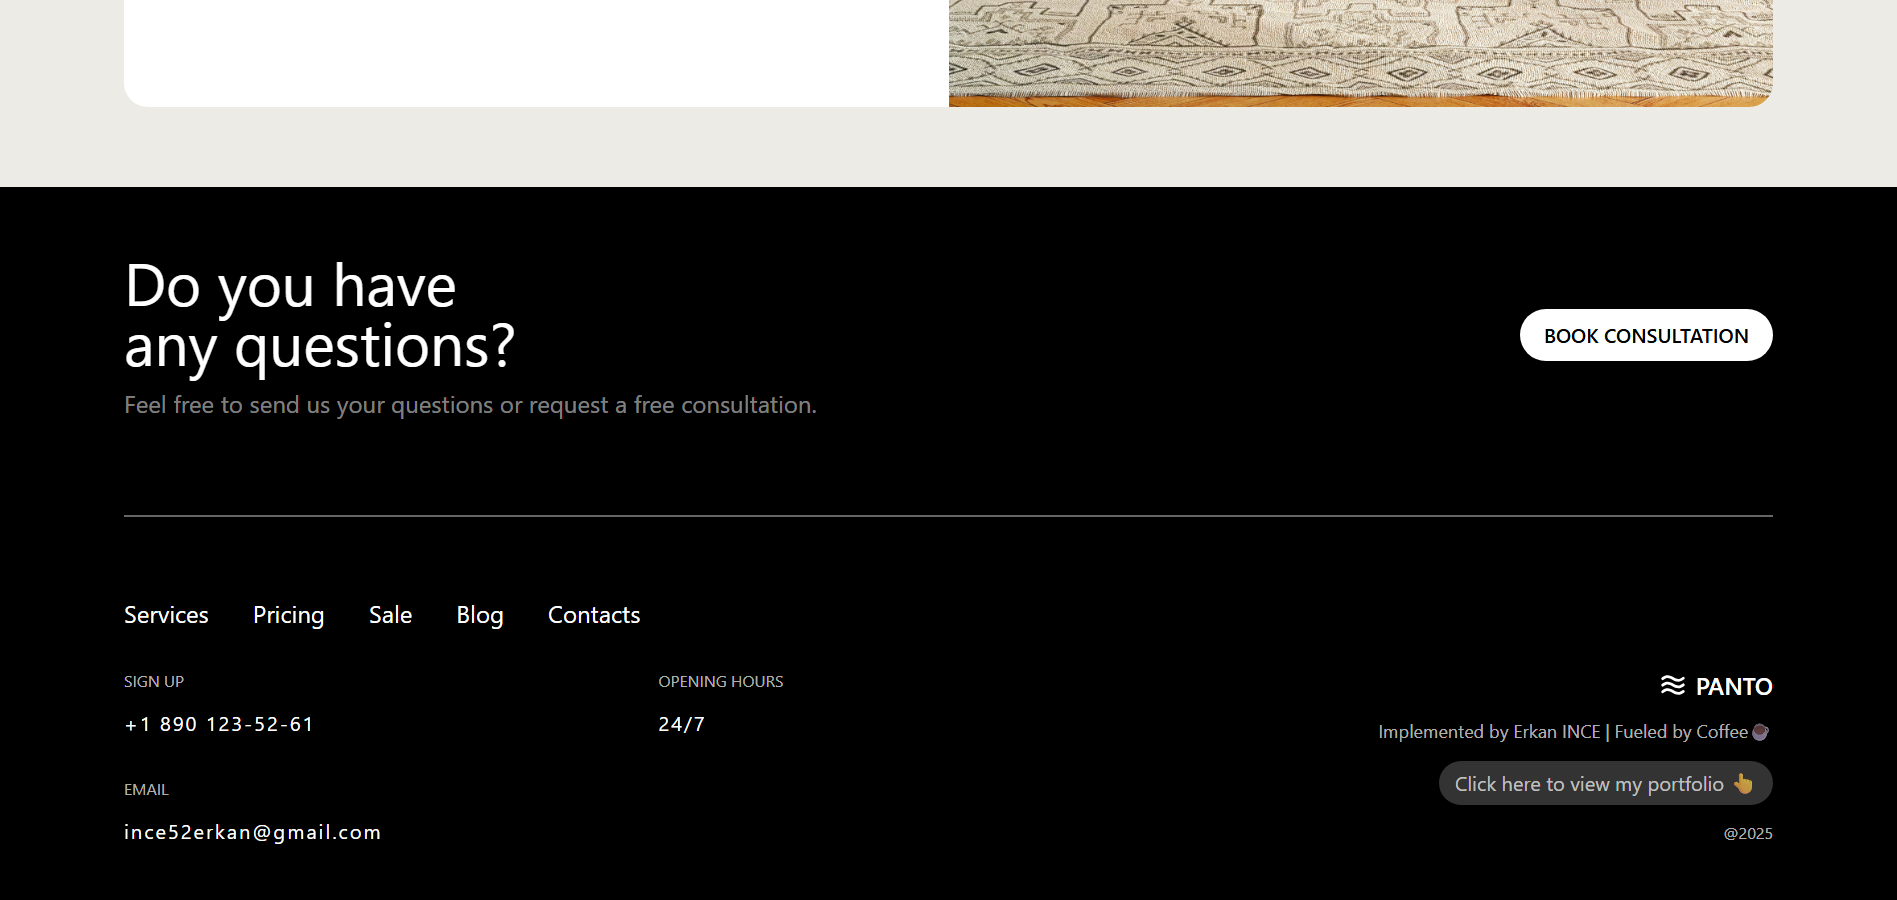 Do you have
any questions?
Feel free to send us your questions or request a free consultation.
BOOK CONSULTATION
Services Pricing Sale Blog Contacts
SIGN UP
+1 890 123-52-61
OPENING HOURS
24/7
EMAIL
ince52erkan@gmail.com
PANTO
Implemented by Erkan INCE | Fueled by Coffee☕
Click here to view my portfolio 👆
@2025